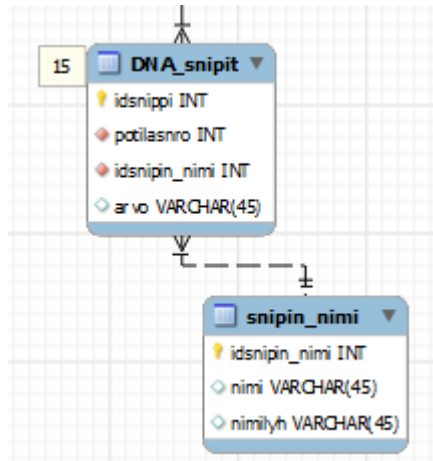 15
DNA_snipit
idsnippi INT
potilasnro INT
idsnipin_nimi INT
arvo VARCHAR(45)
snipin_nimi
idsnipin_nimi INT
nimi VARCHAR(45)
nimilyh VARCHAR(45)